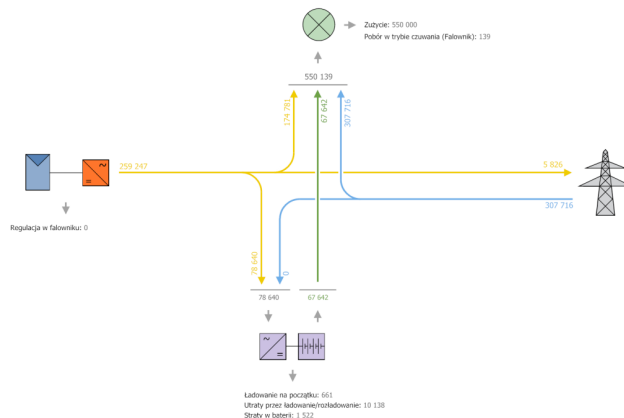 Zużycie: 550 000
Pobór w trybie czuwania (Falownik): 139
550 139
174 781
67 642
307 716
259 247
5 826
307 716
Regulacja w falowniku: 0
78 640
0
78 640
67 642
Ładowanie na początku: 661
Utraty przez ładowanie/rozładowanie: 10 138
Straty w baterii: 1 522